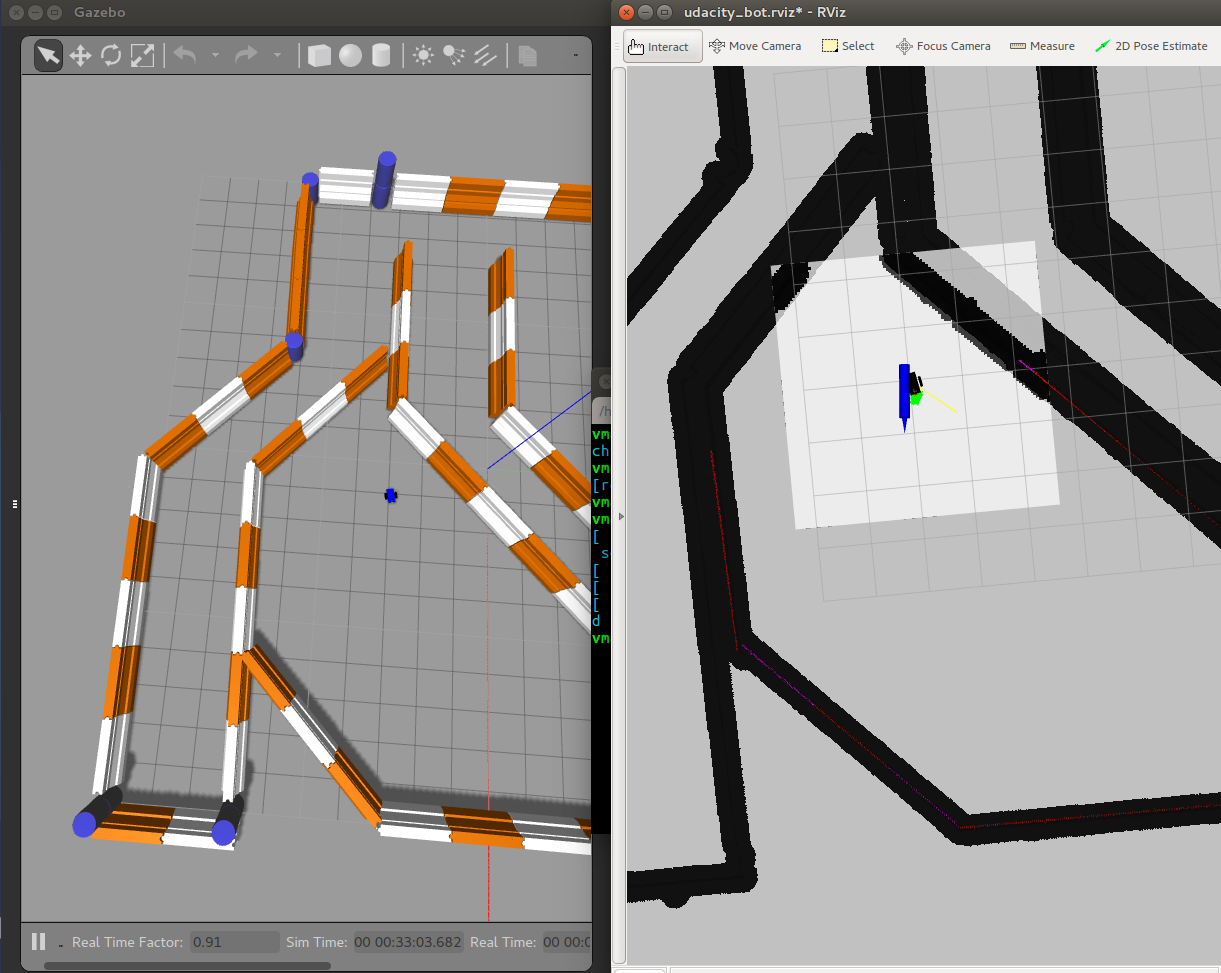 Gazebo
udacity_bot.rviz* - RViz
Interact
Move Camera
Select
Focus Camera
Measure
2D Pose Estimate
/h
vm
ch
vm
[r
vm
vm
[
s
[
[
[
d
vm
Real Time Factor: 0.91 Sim Time: 00 00:33:03.682 Real Time: 00 00:0